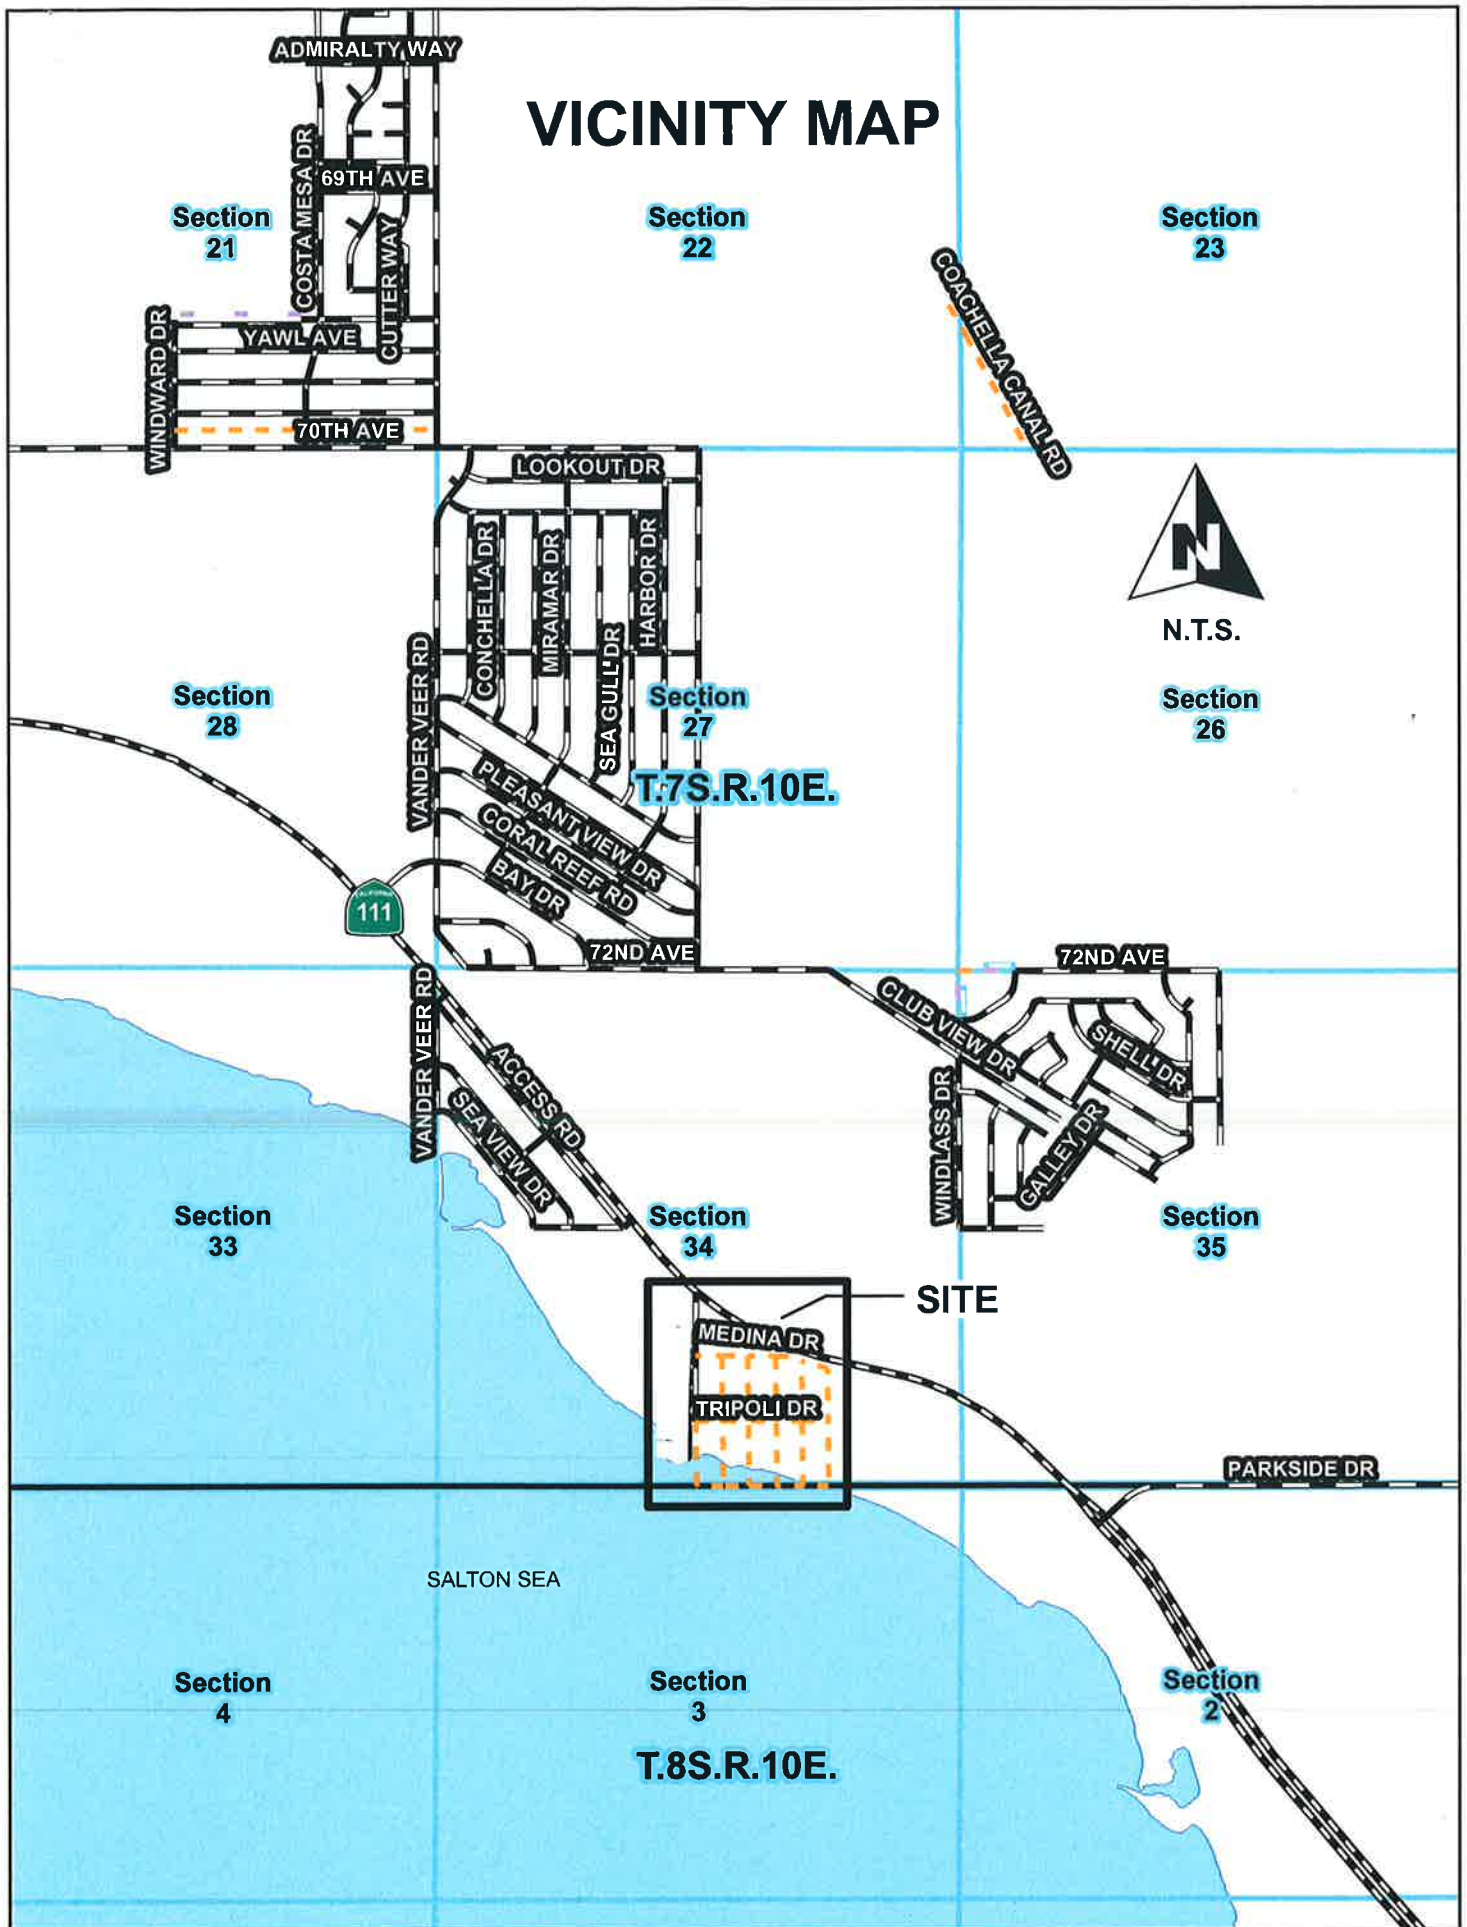 ADMIRALTY WAY
VICINITY MAP
COSTA MESA DR
69TH AVE
CUTTER WAY
Section
21
Section
22
Section
23
COACHELLA CANAL RD
WINDWARD DR
YAWL AVE
70TH AVE
LOOKOUT DR
CONCHELLA DR
MIRAMAR DR
SEA GULL DR
HARBOR DR
N
N.T.S.
VANDER VEER RD
Section
28
Section
27
Section
26
T.7S.R.10E.
PLEASANT VIEW DR
CORAL REEF RD
BAY DR
CALIFORNIA
111
72ND AVE
72ND AVE
VANDER VEER RD
ACCESS RD
SEA VIEW DR
CLUB VIEW DR
SHELL DR
WINDLASS DR
GALLEY DR
Section
33
Section
34
Section
35
SITE
MEDINA DR
TRIPOLI DR
PARKSIDE DR
SALTON SEA
Section
4
Section
3
Section
2
T.8S.R.10E.